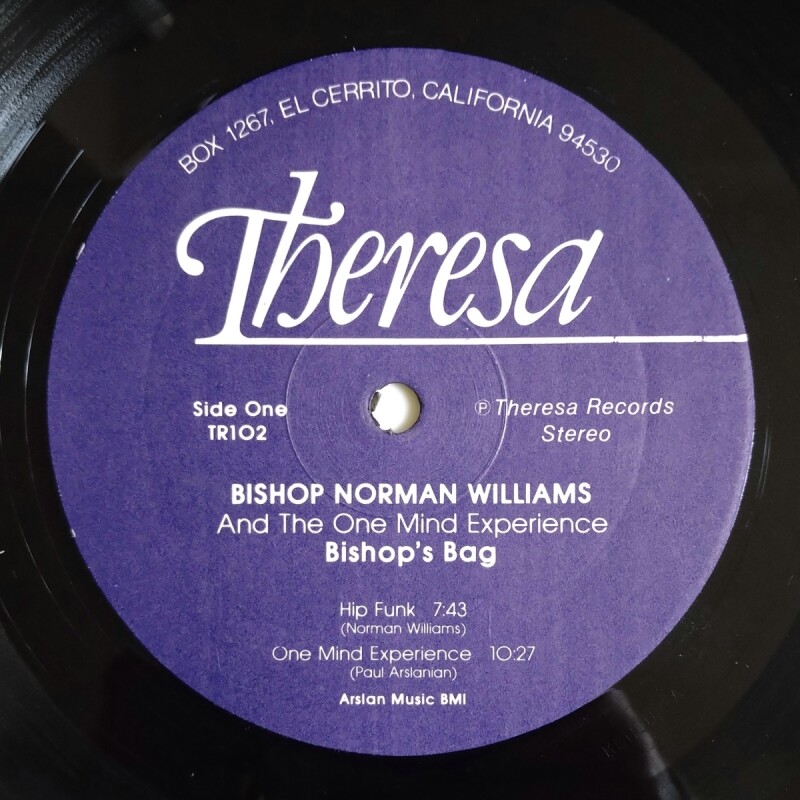 BOX 1267, EL CERRITO, CALIFORNIA 94530
Theresa
Side One
TR102
℗ Theresa Records
Stereo
BISHOP NORMAN WILLIAMS
And The One Mind Experience
Bishop's Bag
Hip Funk 7:43
(Norman Williams)
One Mind Experience 10:27
(Paul Arslanian)
Arslan Music BMI